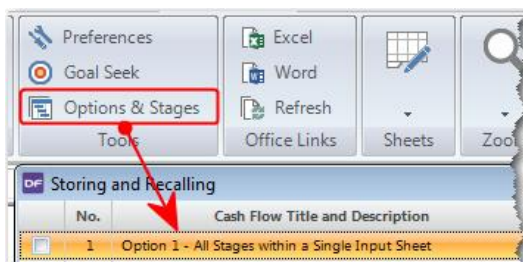 Preferences
Goal Seek
Options & Stages
Tools
Excel
Word
Refresh
Office Links
Sheets
DF Storing and Recalling
No. Cash Flow Title and Description
1 Option 1 - All Stages within a Single Input Sheet